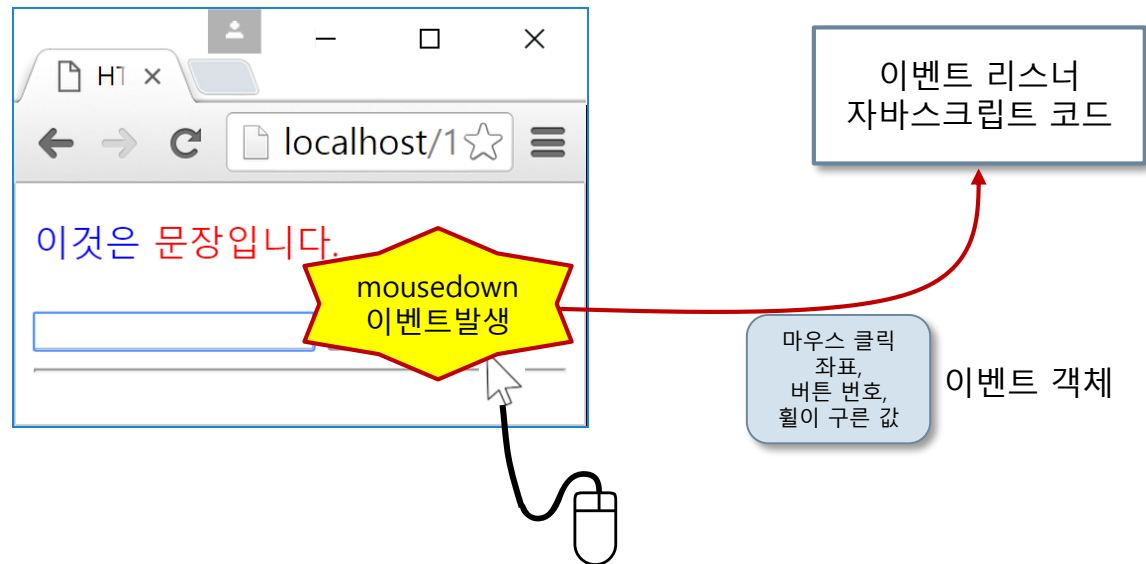 HT
localhost/1
이것은 문장입니다.
mousedown
이벤트발생
이벤트 리스너
자바스크립트 코드
마우스 클릭
좌표,
버튼 번호,
휠이 구른 값
이벤트 객체